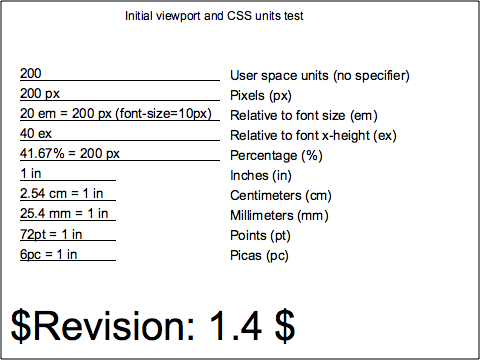 Initial viewport and CSS units test
200 User space units (no specifier)
200 px Pixels (px)
20 em = 200 px (font-size=10px) Relative to font size (em)
40 ex Relative to font x-height (ex)
41.67% = 200 px Percentage (%)
1 in Inches (in)
2.54 cm = 1 in Centimeters (cm)
25.4 mm = 1 in Millimeters (mm)
72pt = 1 in Points (pt)
6pc = 1 in Picas (pc)
$Revision: 1.4 $